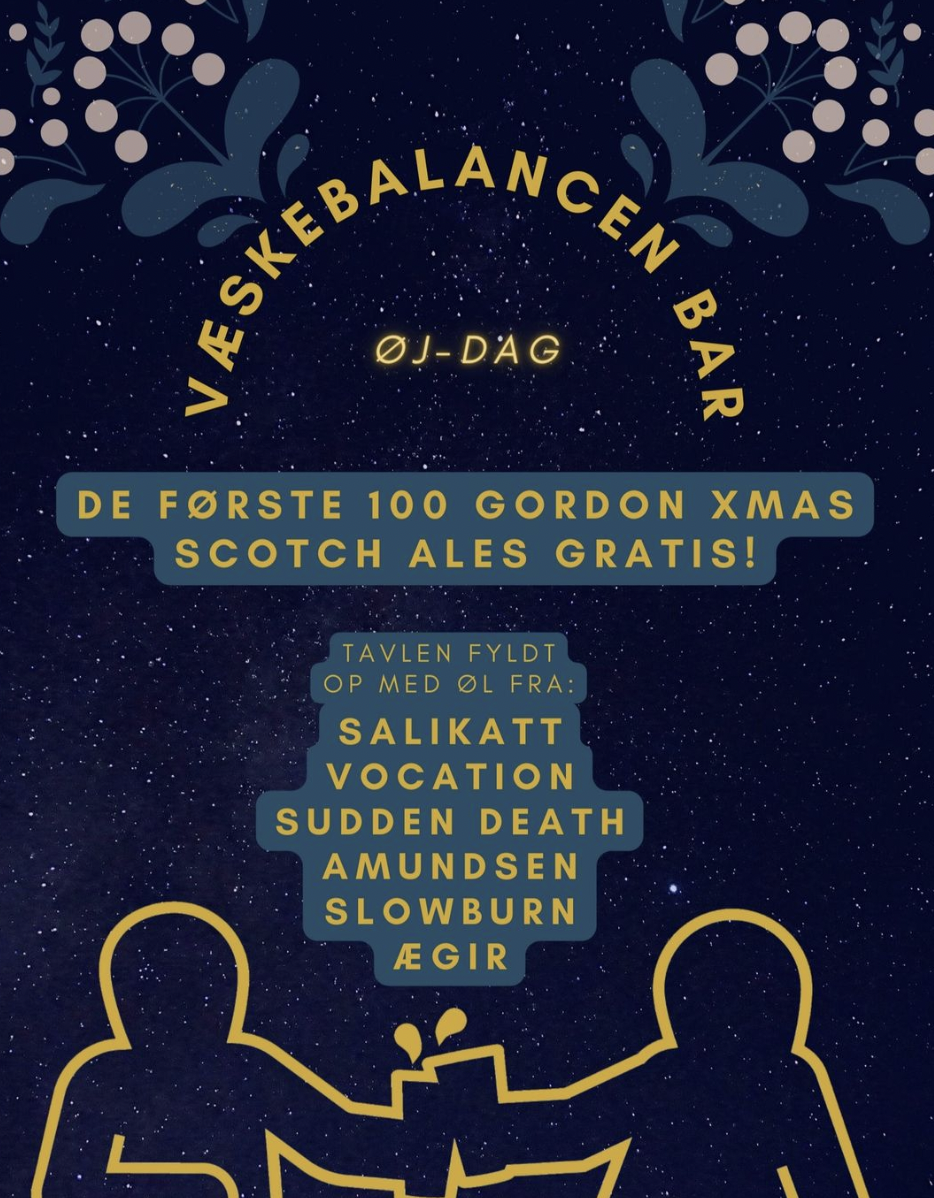 VÆSKEBALANCEN BAR
ØJ-DAG
DE FØRSTE 100 GORDON XMAS
SCOTCH ALES GRATIS!
TAVLEN FYLDT
OP MED ØL FRA:
SALIKATT
VOCATION
SUDDEN DEATH
AMUNDSEN
SLOWBURN
ÆGIR